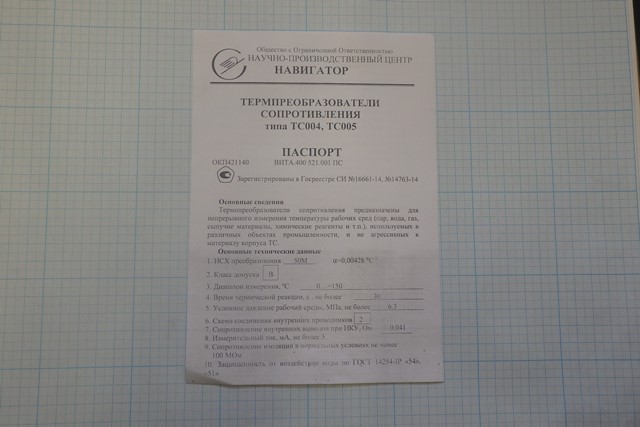 Общество с Ограниченной Ответственностью
НАУЧНО-ПРОИЗВОДСТВЕННЫЙ ЦЕНТР
НАВИГАТОР
ТЕРМПРЕОБРАЗОВАТЕЛИ
СОПРОТИВЛЕНИЯ
типа ТС004, ТС005
ПАСПОРТ
ОКП421140 ВИТА.400 521.001 ПС
Зарегистрированы в Госреестре СИ №16661-14, №14763-14
Основные сведения
Термопреобразователи сопротивления предназначены для
непрерывного измерения температуры рабочих сред (пар, вода, газ,
сыпучие материалы, химические реагенты и т.п.), используемых в
различных объектах промышленности, и не агрессивных к
материалу корпуса ТС.
Основные технические данные
1. НСХ преобразования 50М α=0,00428 °С
2. Класс допуска В
3. Диапазон измерения, °С 0...+150
4. Время термической реакции, с , не более 30
5. Условное давление рабочей среды, МПа, не более 6,3
6. Схема соединения внутренних проводников 2
7. Сопротивление внутренних выводов при НКУ, Ом 0,041
8. Измерительный ток, мА, не более 5
9. Сопротивление изоляции в нормальных условиях не менее
100 МОм
10. Защищенность от воздействия воды по ГОСТ 14254-IP «54»,
«51»